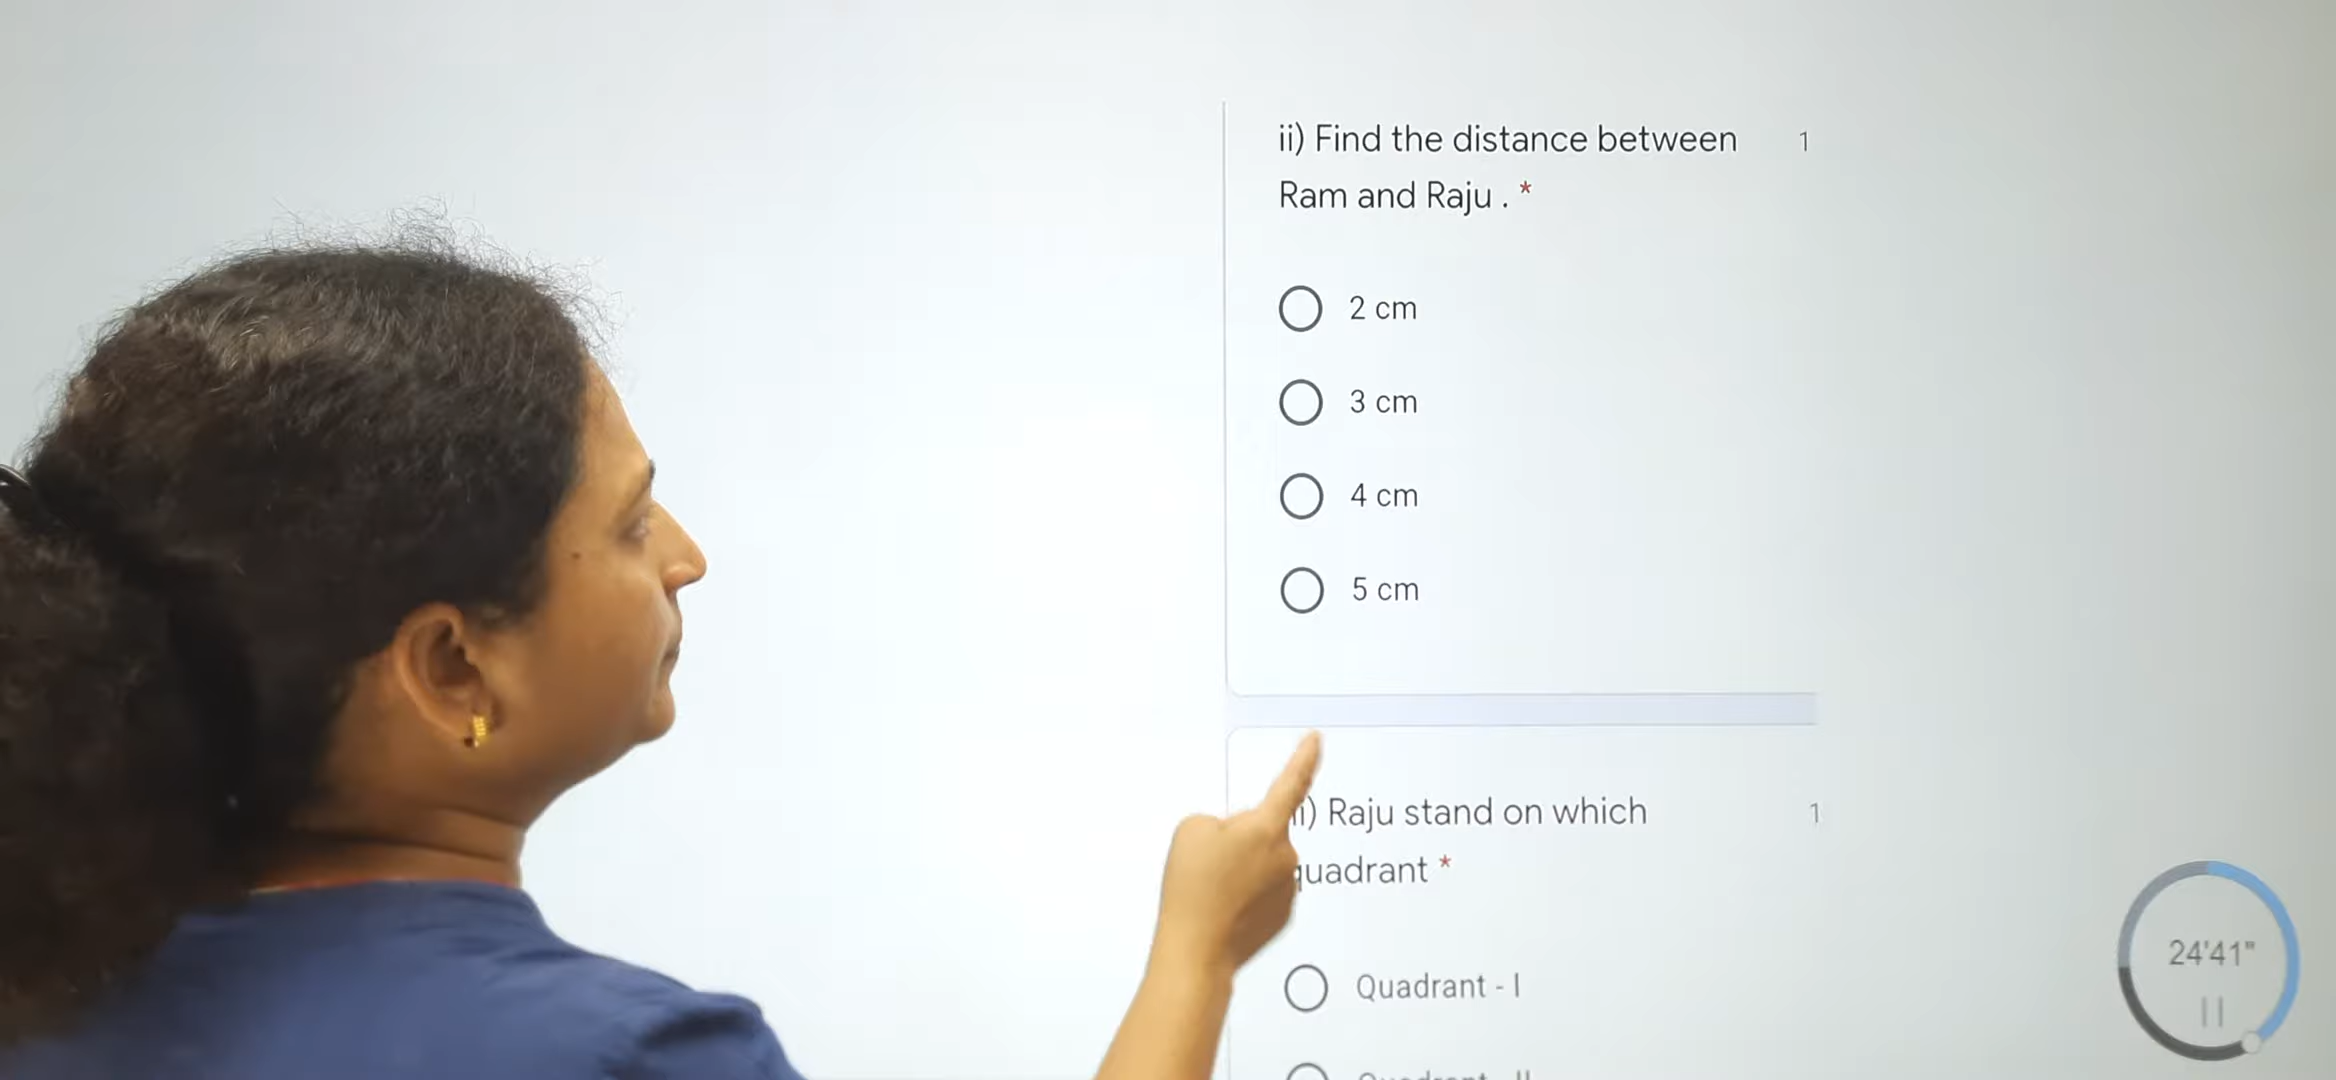 ii) Find the distance between 1
Ram and Raju . *
2 cm
3 cm
4 cm
5 cm
i) Raju stand on which 1
quadrant *
Quadrant - I
24'41"